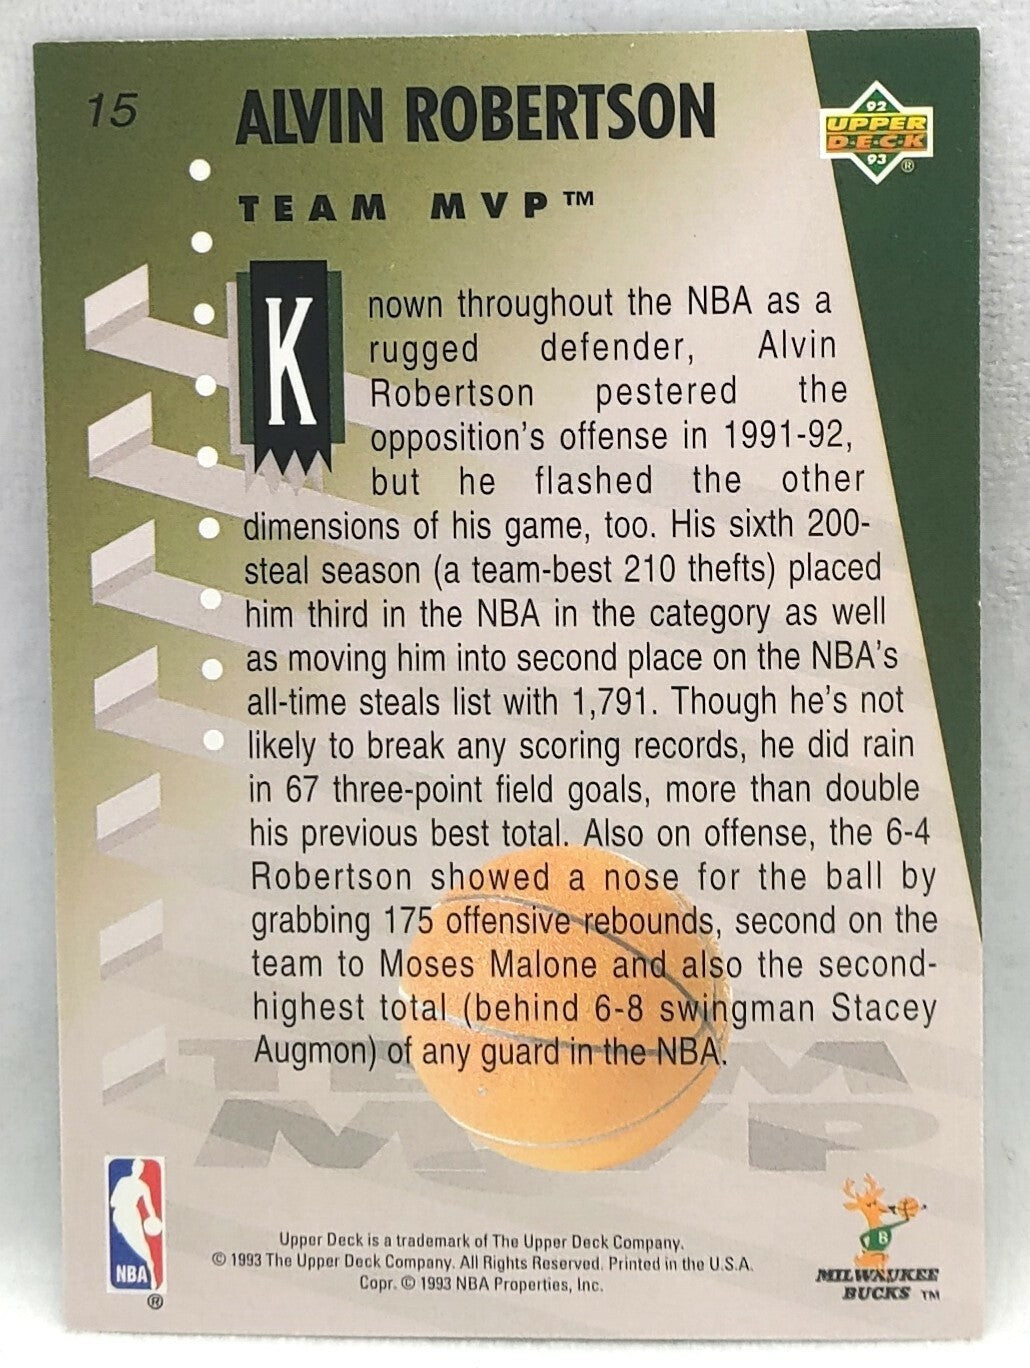 15
ALVIN ROBERTSON
92
UPPER
D·E·C·K
93
®
TEAM MVP™
Known throughout the NBA as a
rugged defender, Alvin
Robertson pestered the
opposition's offense in 1991-92,
but he flashed the other
dimensions of his game, too. His sixth 200-
steal season (a team-best 210 thefts) placed
him third in the NBA in the category as well
as moving him into second place on the NBA's
all-time steals list with 1,791. Though he's not
likely to break any scoring records, he did rain
in 67 three-point field goals, more than double
his previous best total. Also on offense, the 6-4
Robertson showed a nose for the ball by
grabbing 175 offensive rebounds, second on the
team to Moses Malone and also the second-
highest total (behind 6-8 swingman Stacey
Augmon) of any guard in the NBA.
TEAM
MVP
NBA
®
Upper Deck is a trademark of The Upper Deck Company.
© 1993 The Upper Deck Company. All Rights Reserved. Printed in the U.S.A.
Copr. © 1993 NBA Properties, Inc.
B
MILWAUKEE
BUCKS ™